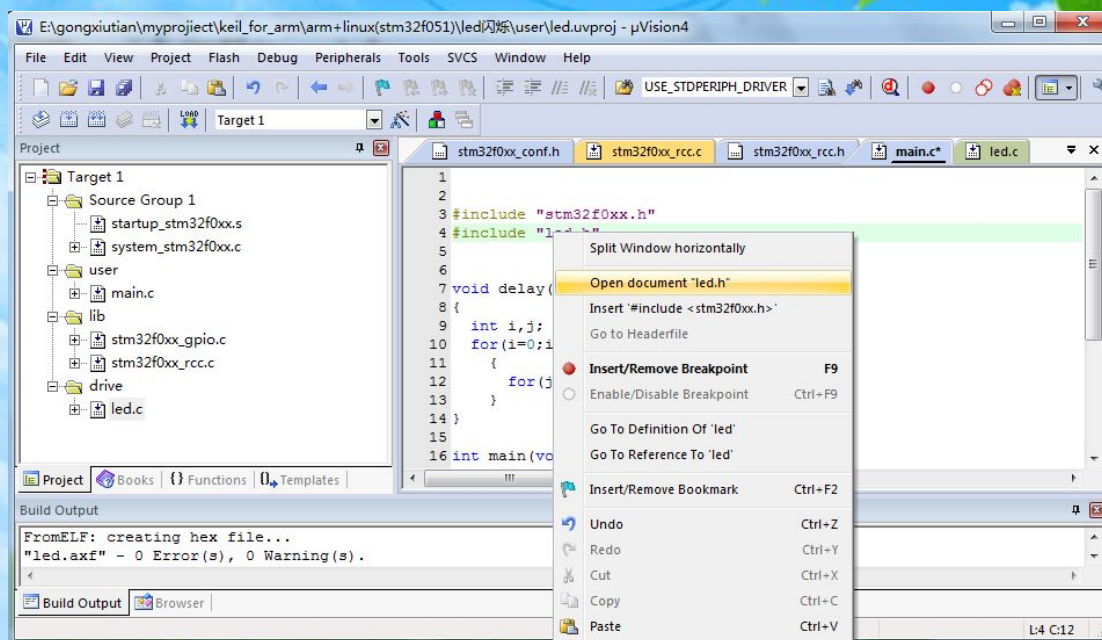 E:\gongxiutian\myprojiect\keil_for_arm\arm+linux(stm32f051)\led闪烁\user\led.uvproj - µVision4
File Edit View Project Flash Debug Peripherals Tools SVCS Window Help
USE_STDPERIPH_DRIVER
LOAD Target 1
Project
stm32f0xx_conf.h stm32f0xx_rcc.c stm32f0xx_rcc.h main.c* led.c
Target 1
Source Group 1
startup_stm32f0xx.s
system_stm32f0xx.c
user
main.c
lib
stm32f0xx_gpio.c
stm32f0xx_rcc.c
drive
led.c
Project Books {} Functions Templates
1
2
3 #include "stm32f0xx.h"
4 #include "led.h"
5
6
7 void delay(
8 {
9 int i,j;
10 for(i=0;i
11 {
12 for(j
13 }
14 }
15
16 int main(vo
Split Window horizontally
Open document "led.h"
Insert '#include <stm32f0xx.h>'
Go to Headerfile
Insert/Remove Breakpoint F9
Enable/Disable Breakpoint Ctrl+F9
Go To Definition Of 'led'
Go To Reference To 'led'
Insert/Remove Bookmark Ctrl+F2
Undo Ctrl+Z
Redo Ctrl+Y
Cut Ctrl+X
Copy Ctrl+C
Paste Ctrl+V
Build Output
FromELF: creating hex file...
"led.axf" - 0 Error(s), 0 Warning(s).
Build Output Browser
L:4 C:12